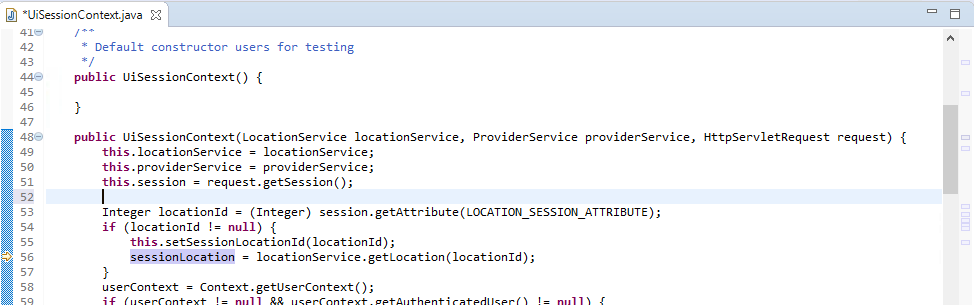 *UiSessionContext.java
41 /**
42 * Default constructor users for testing
43 */
44 public UiSessionContext() {
45
46 }
47
48 public UiSessionContext(LocationService locationService, ProviderService providerService, HttpServletRequest request) {
49 this.locationService = locationService;
50 this.providerService = providerService;
51 this.session = request.getSession();
52
53 Integer locationId = (Integer) session.getAttribute(LOCATION_SESSION_ATTRIBUTE);
54 if (locationId != null) {
55 this.setSessionLocationId(locationId);
56 sessionLocation = locationService.getLocation(locationId);
57 }
58 userContext = Context.getUserContext();
59 if (userContext != null && userContext.getAuthenticatedUser() != null) {